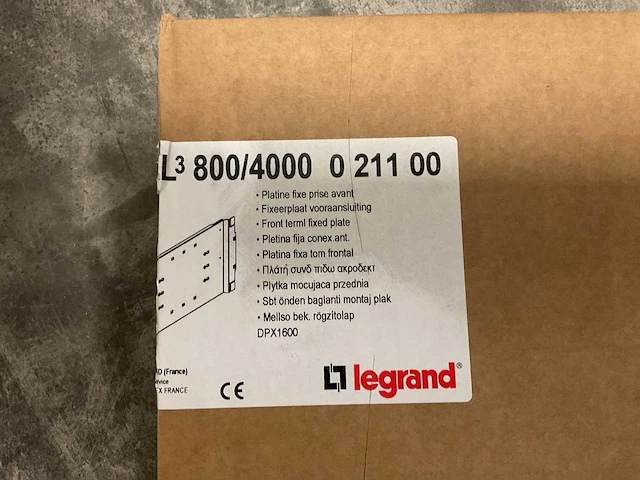 L³ 800/4000 0 211 00
• Platine fixe prise avant
• Fixeerplaat vooraansluiting
• Front terml fixed plate
• Pletina fija conex.ant.
• Platina fixa tom frontal
• Πλάτή συνδ πιδω ακροδεκτ
• Plytka mocujaca przednia
• Sbt önden baglanti montaj plak
• Mellso bek. rögzitolap
DPX1600
(France)
FRANCE
CE
legrand®